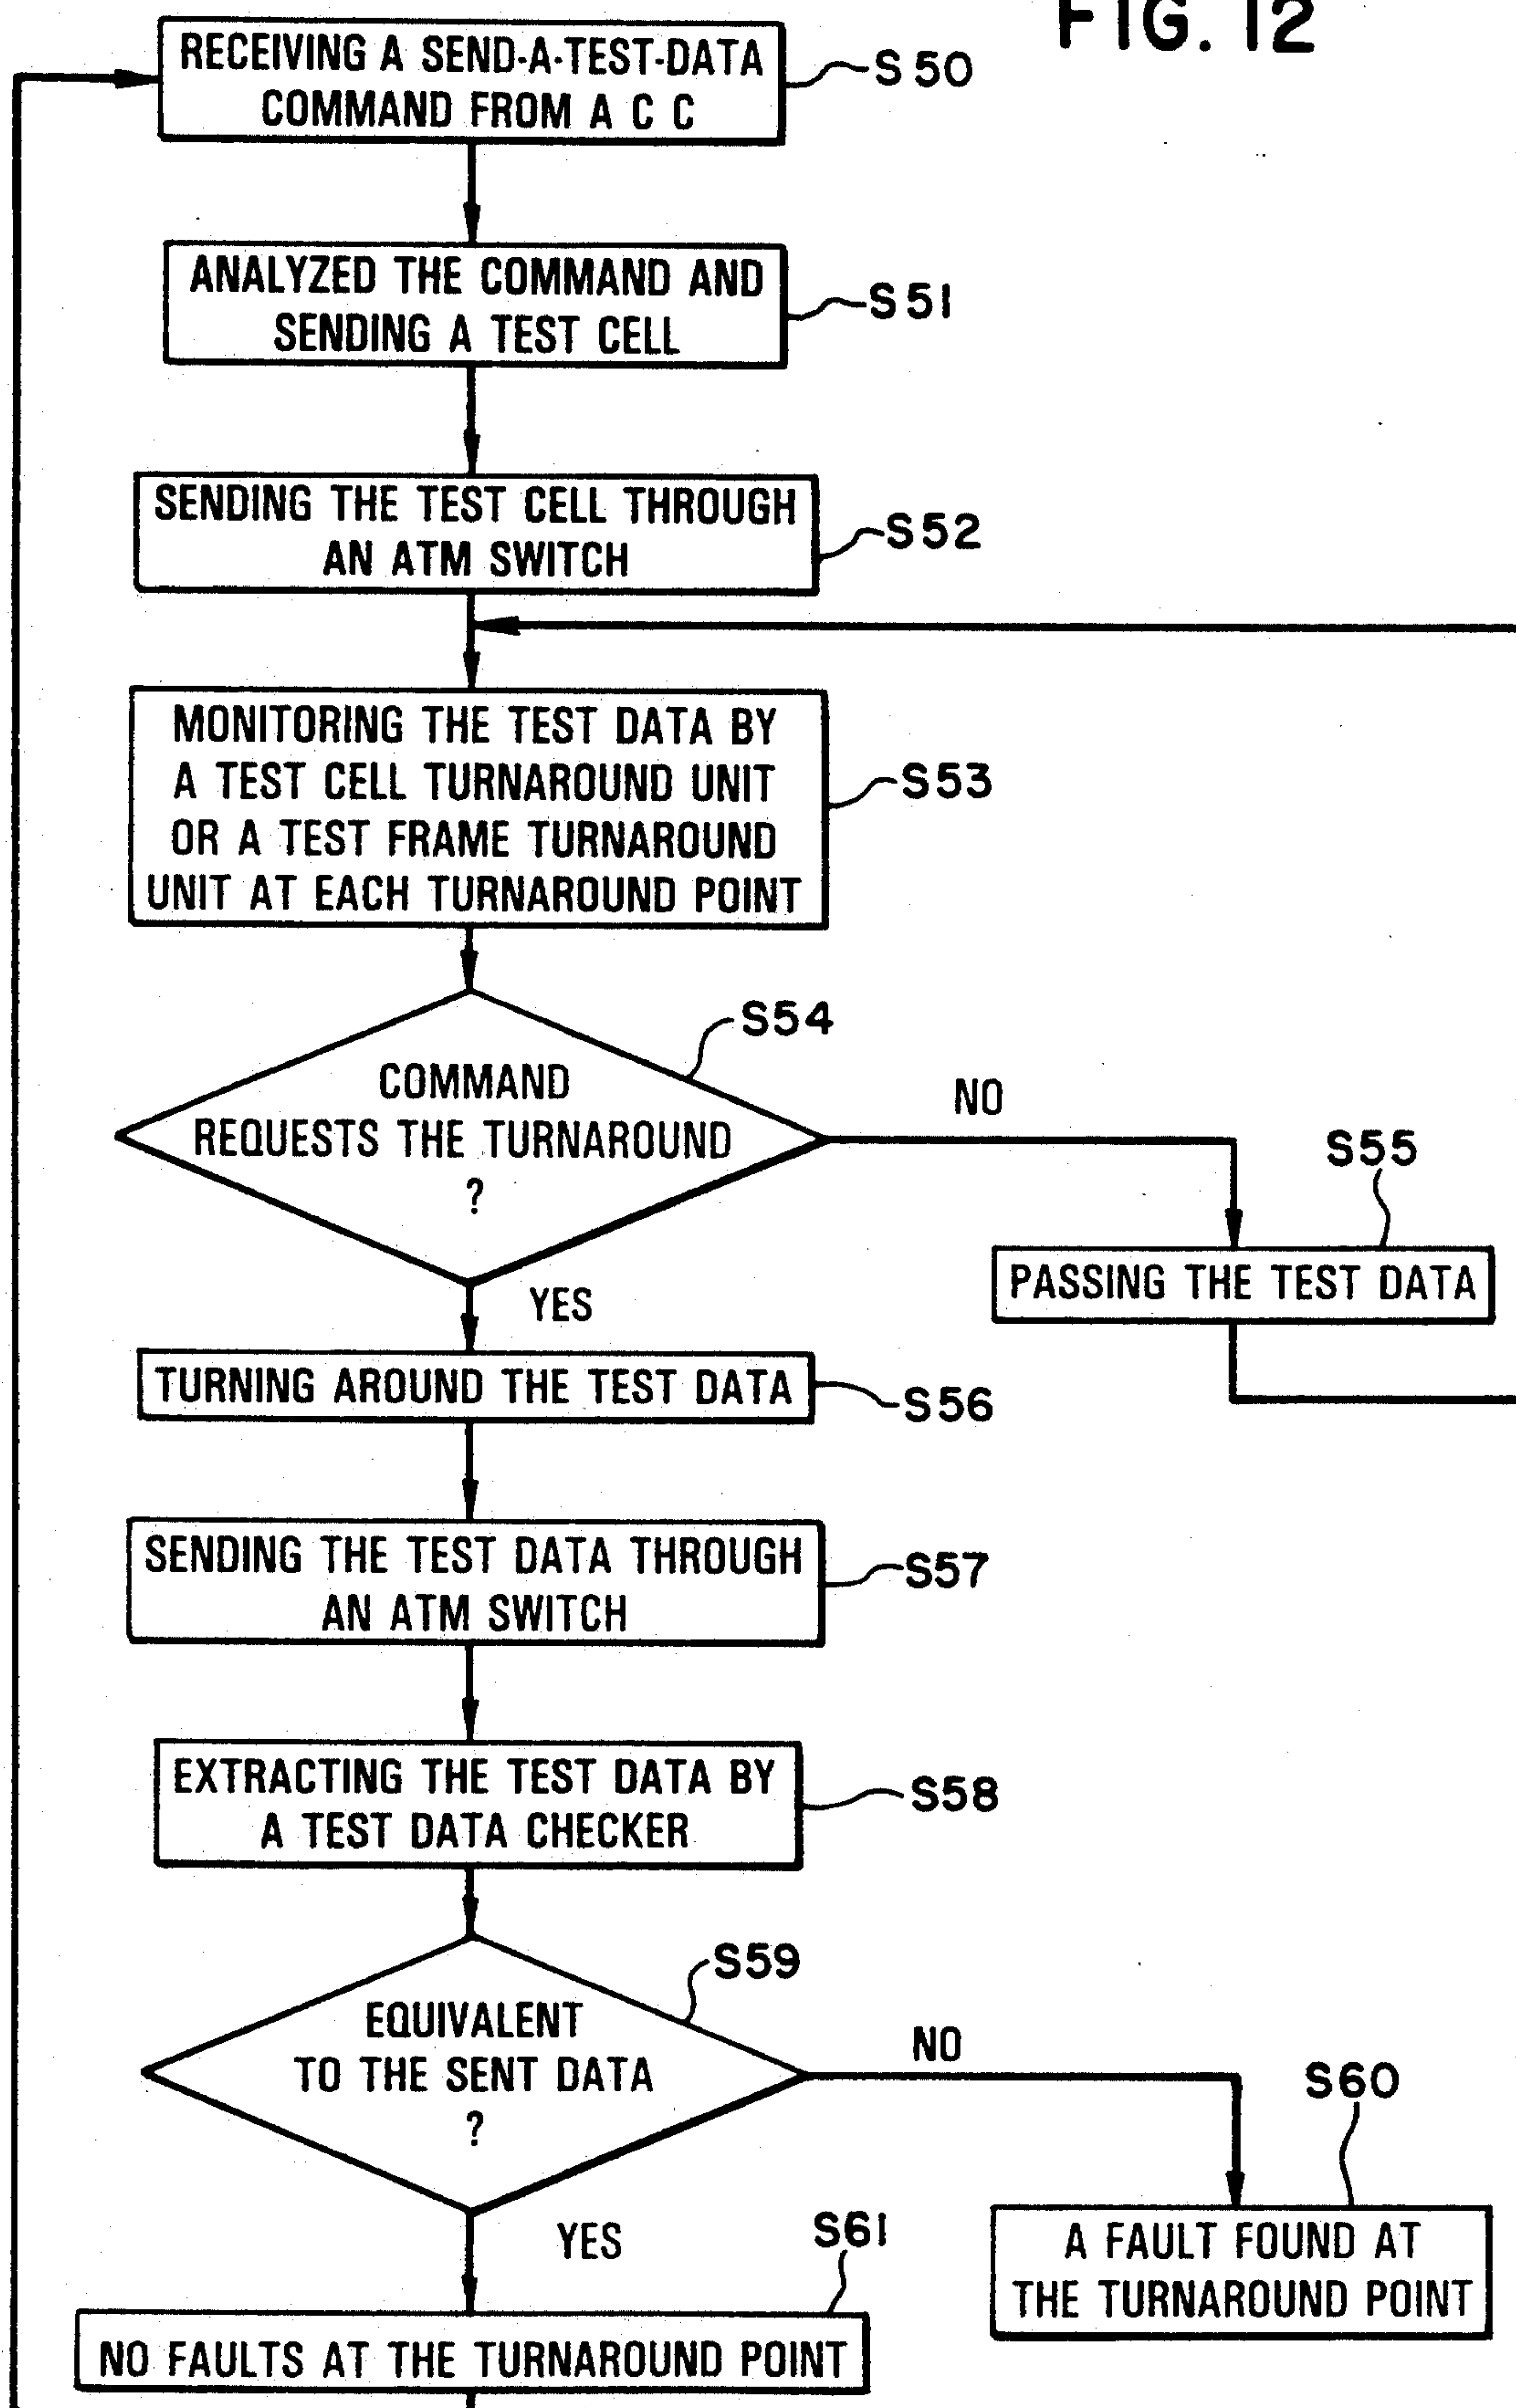 FIG. 12
RECEIVING A SEND-A-TEST-DATA
COMMAND FROM A C C
S50
ANALYZED THE COMMAND AND
SENDING A TEST CELL
S51
SENDING THE TEST CELL THROUGH
AN ATM SWITCH
S52
MONITORING THE TEST DATA BY
A TEST CELL TURNAROUND UNIT
OR A TEST FRAME TURNAROUND
UNIT AT EACH TURNAROUND POINT
S53
S54
COMMAND
REQUESTS THE TURNAROUND
?
NO
S55
PASSING THE TEST DATA
YES
TURNING AROUND THE TEST DATA
S56
SENDING THE TEST DATA THROUGH
AN ATM SWITCH
S57
EXTRACTING THE TEST DATA BY
A TEST DATA CHECKER
S58
S59
EQUIVALENT
TO THE SENT DATA
?
NO
S60
A FAULT FOUND AT
THE TURNAROUND POINT
YES
S61
NO FAULTS AT THE TURNAROUND POINT